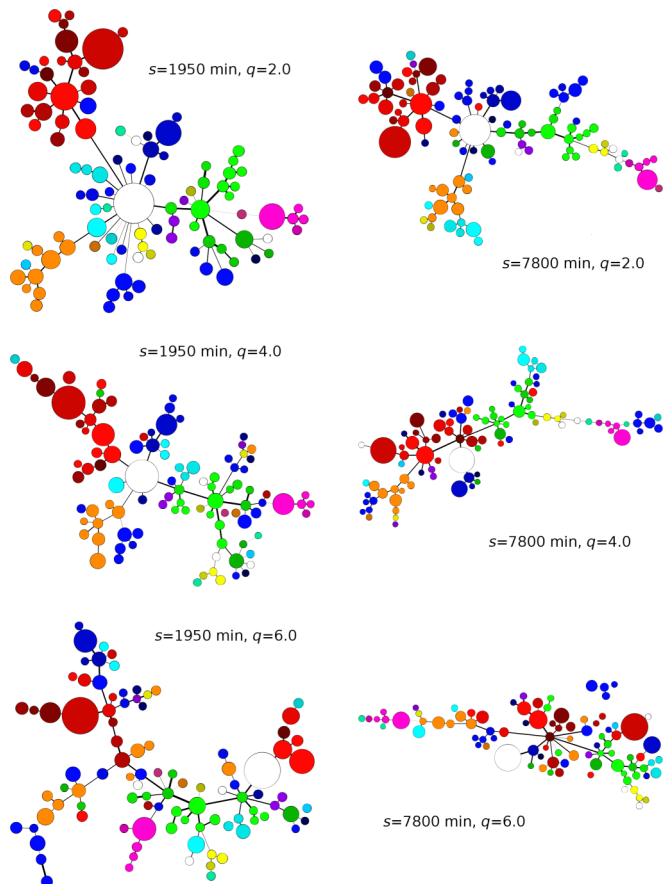 s=1950 min, q=2.0
s=7800 min, q=2.0
s=1950 min, q=4.0
s=7800 min, q=4.0
s=1950 min, q=6.0
s=7800 min, q=6.0